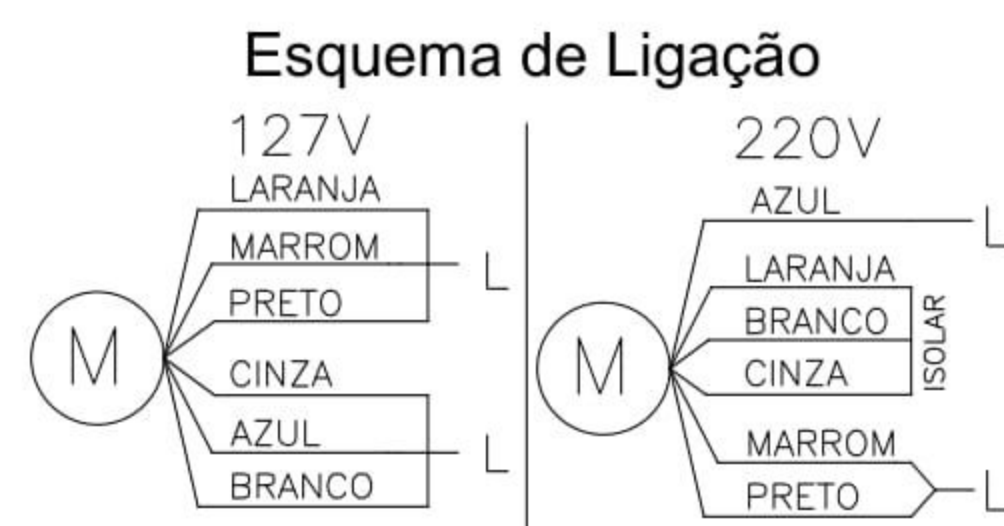 Esquema de Ligação
127V
LARANJA
MARROM
L
PRETO
M
CINZA
AZUL
L
BRANCO
220V
AZUL
L
LARANJA
BRANCO
ISOLAR
M
CINZA
MARROM
PRETO
L